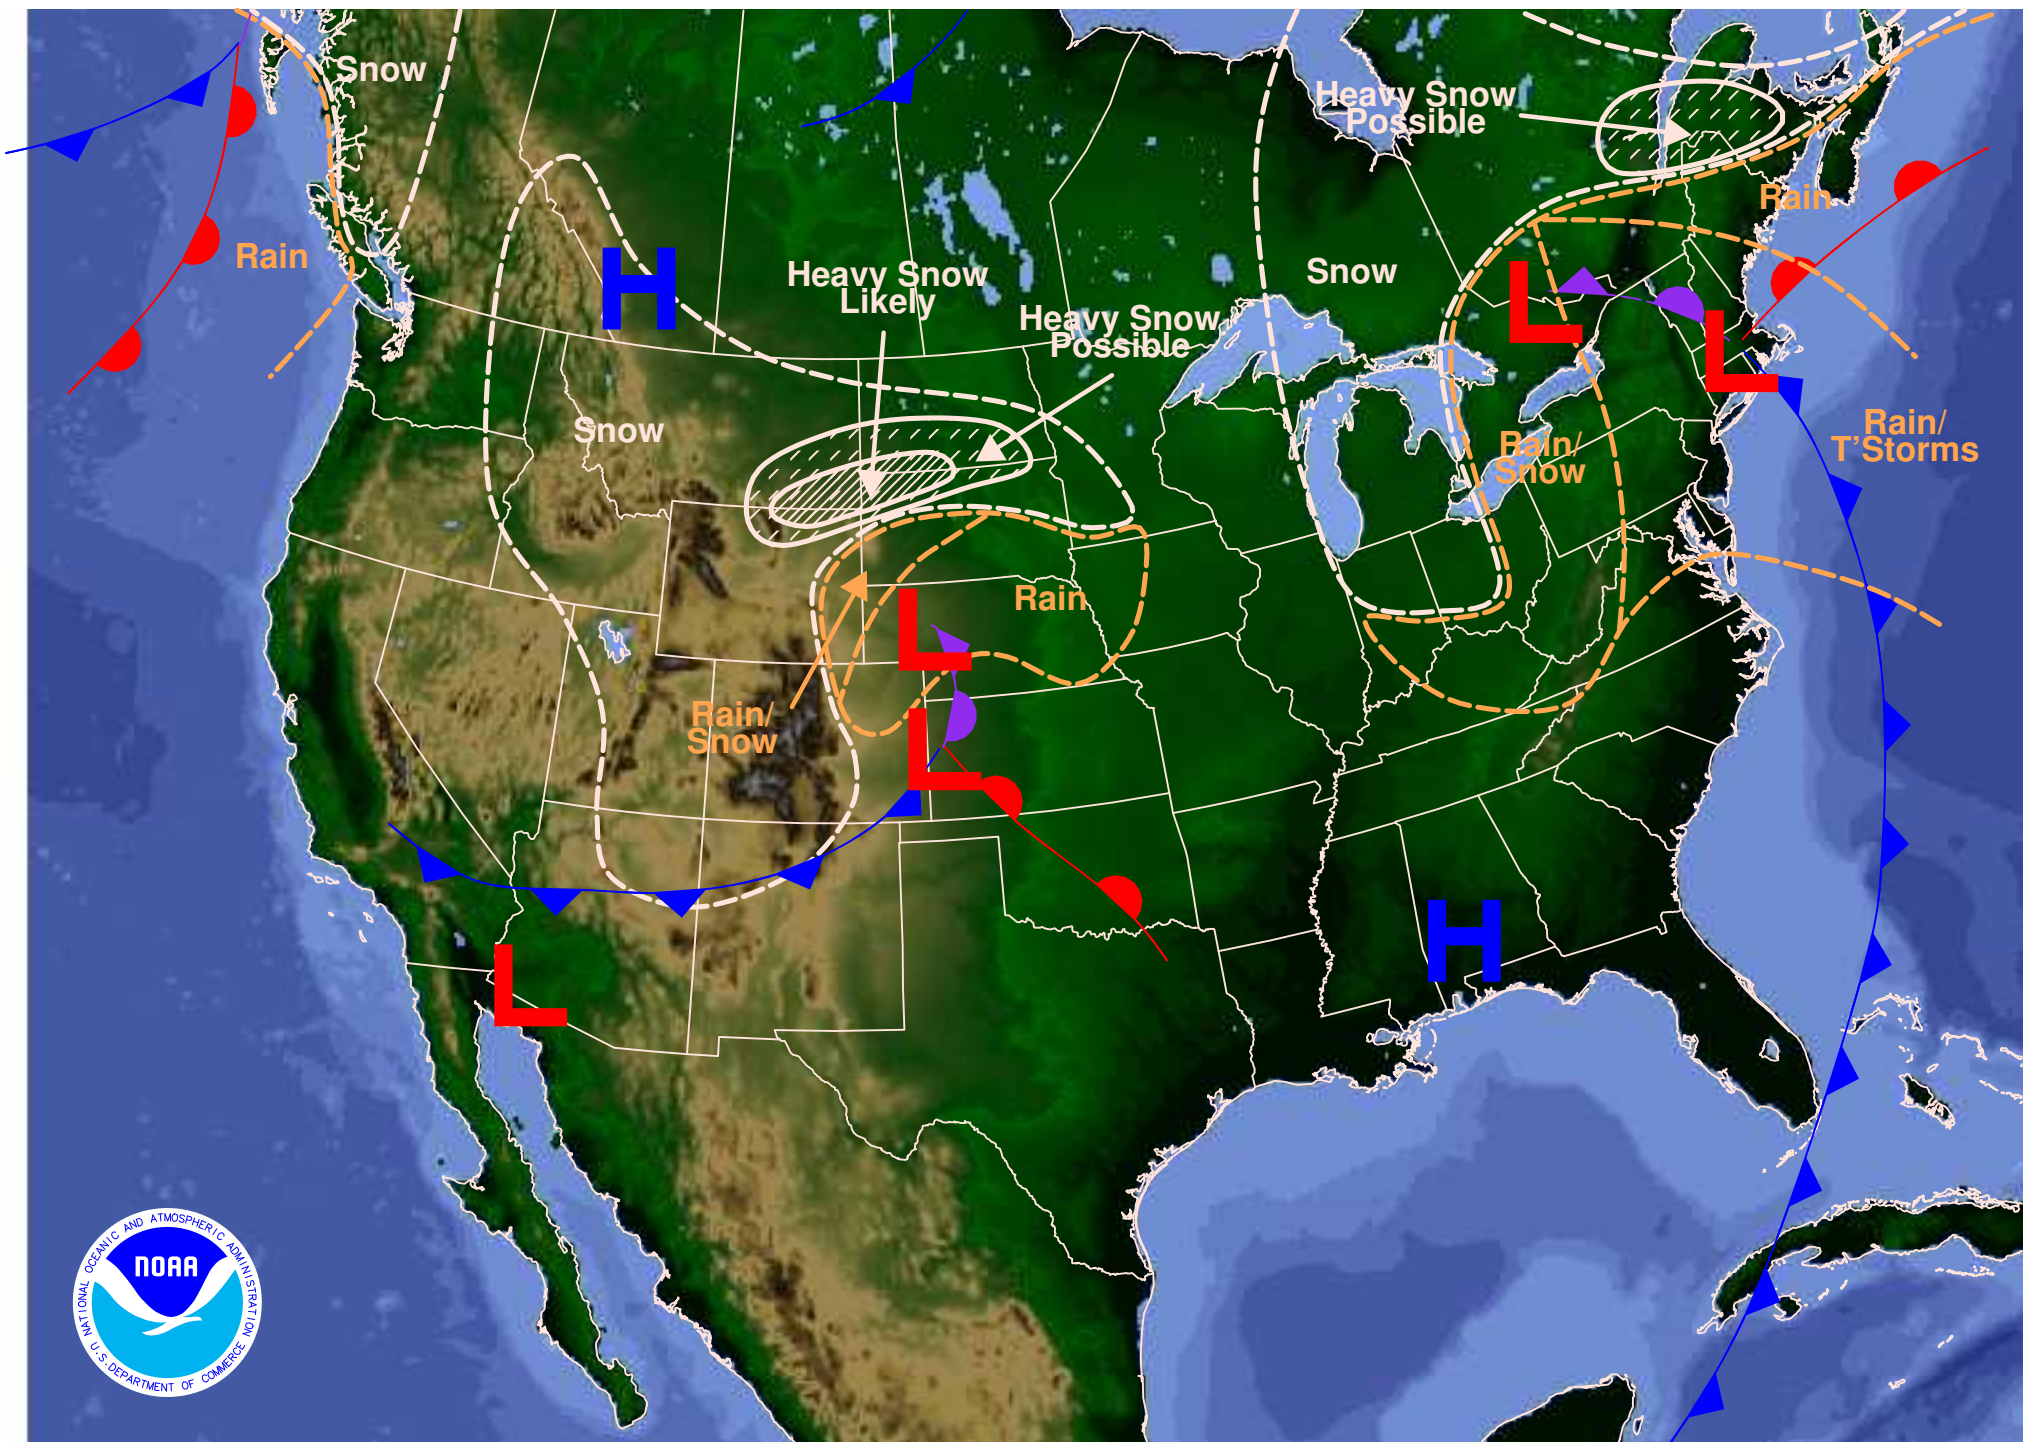 Snow
Heavy Snow
Possible
Rain
Rain
H
Heavy Snow
Likely
Snow
Heavy Snow
Possible
L
L
Snow
Rain/
Snow
Rain/
T'Storms
L
Rain
Rain/
Snow
L
H
L
NATIONAL OCEANIC AND ATMOSPHERIC ADMINISTRATION
NOAA
U.S. DEPARTMENT OF COMMERCE